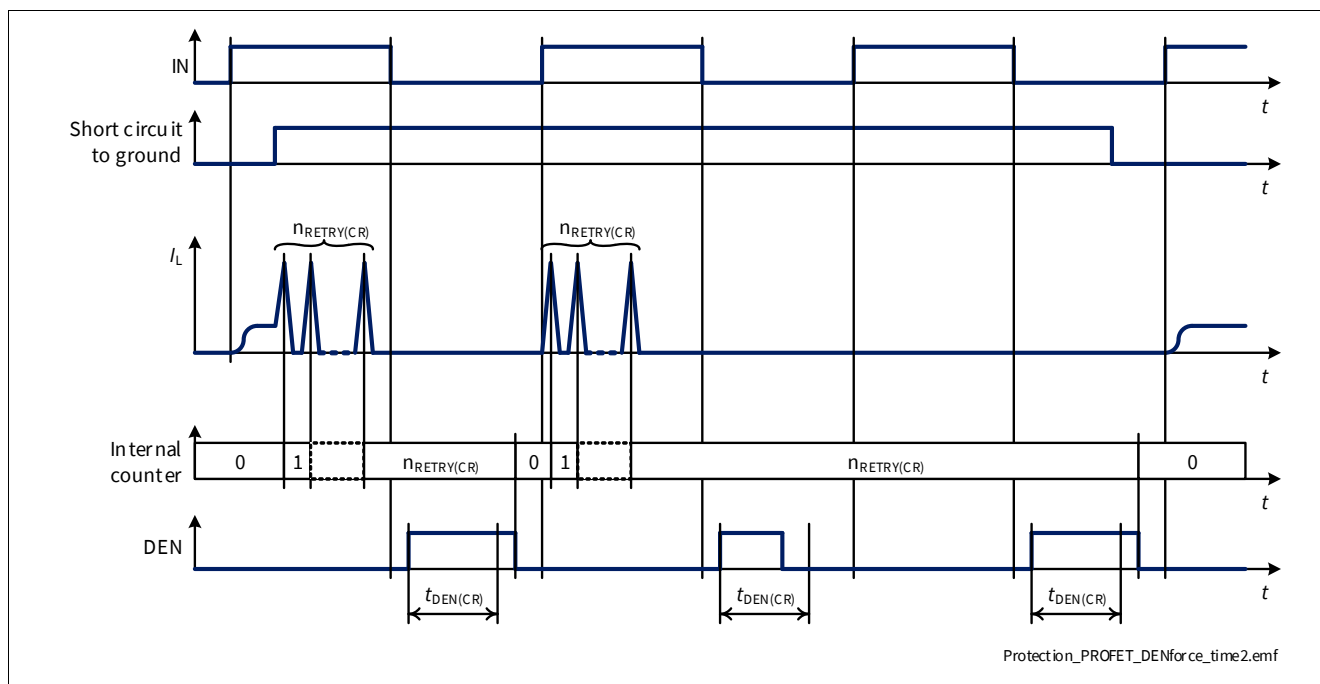 IN
t
Short circuit
to ground
t
nRETRY(CR) nRETRY(CR)
IL
t
Internal
counter
0 1 nRETRY(CR) 0 1 nRETRY(CR) 0
t
DEN
t
tDEN(CR) tDEN(CR) tDEN(CR)
Protection_PROFET_DENforce_time2.emf